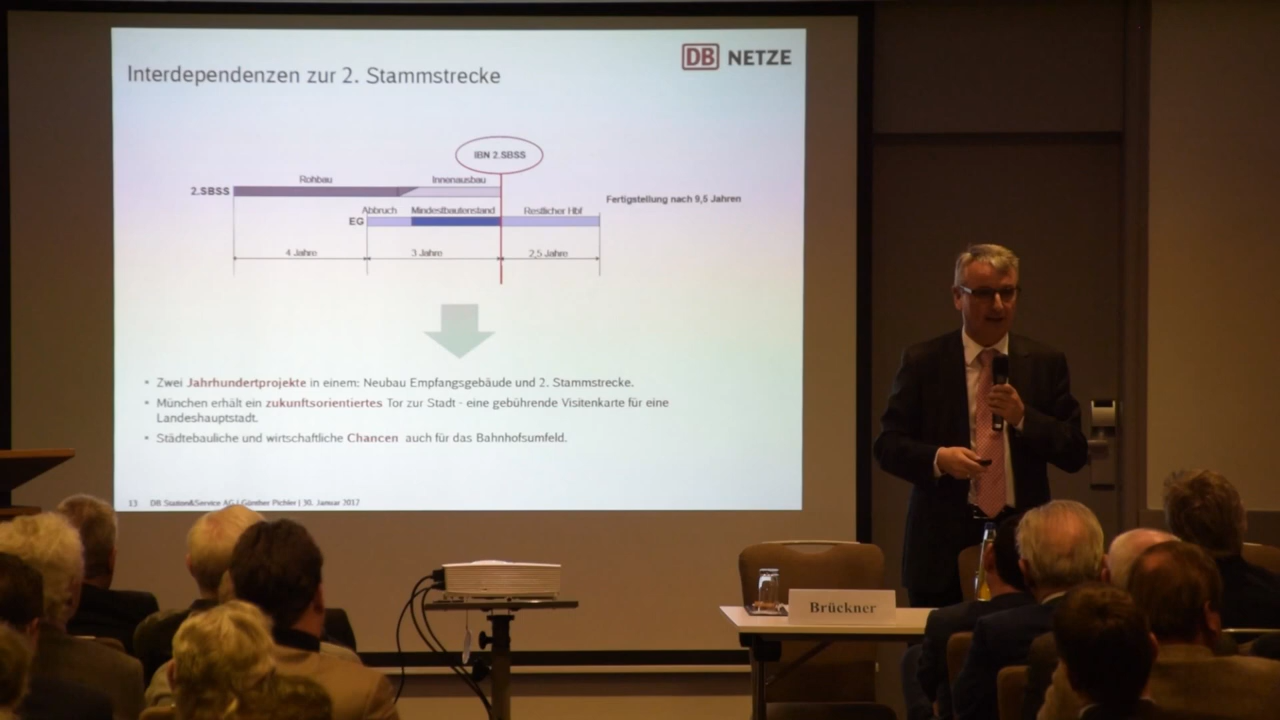 DB NETZE
Interdependenzen zur 2. Stammstrecke
IBN 2.SBSS
Rohbau
Innenausbau
2.SBSS
Fertigstellung nach 9,5 Jahren
Abbruch
Mindestbautenstand
Restlicher Hbf
EG
4 Jahre
3 Jahre
2,5 Jahre
• Zwei Jahrhundertprojekte in einem: Neubau Empfangsgebäude und 2. Stammstrecke.
• München erhält ein zukunftsorientiertes Tor zur Stadt - eine gebührende Visitenkarte für eine
Landeshauptstadt.
• Städtebauliche und wirtschaftliche Chancen auch für das Bahnhofsumfeld.
13 DB Station&Service AG | Günther Pichler | 30. Januar 2017
Brückner